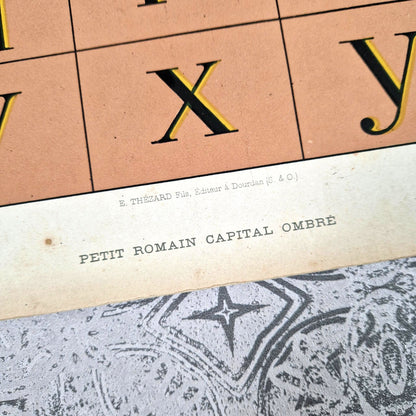 x y
E. THÉZARD Fils, Éditeur à Dourdan (S. & O.)
PETIT ROMAIN CAPITAL OMBRÉ